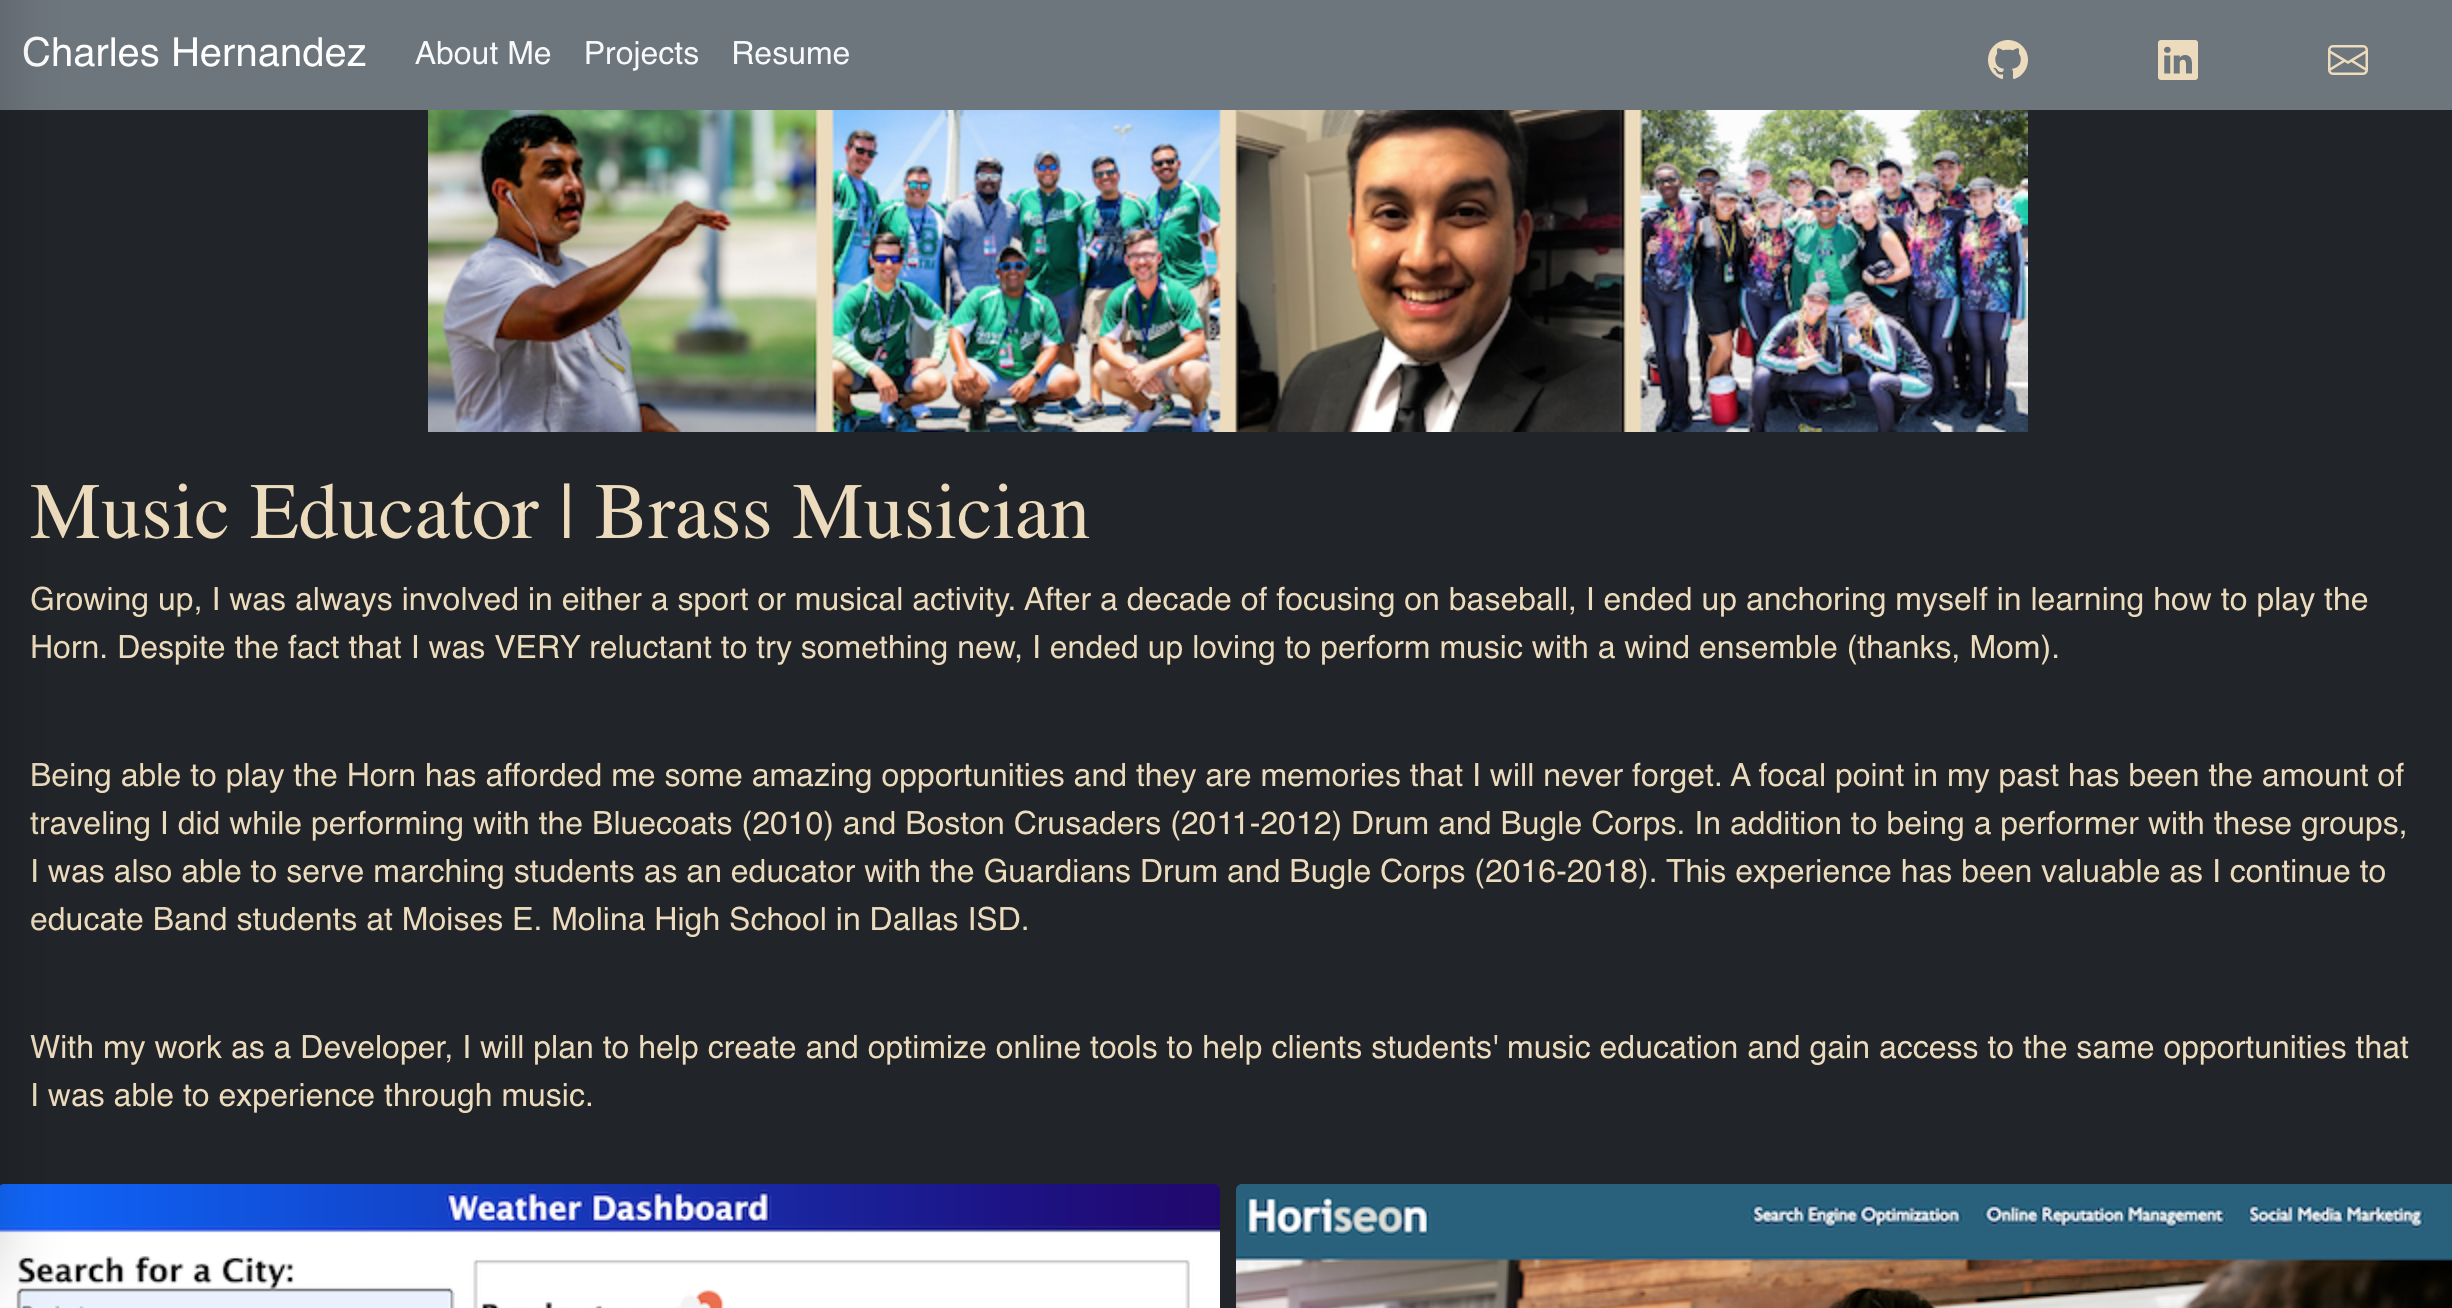 Charles Hernandez About Me Projects Resume
Music Educator | Brass Musician
Growing up, I was always involved in either a sport or musical activity. After a decade of focusing on baseball, I ended up anchoring myself in learning how to play the
Horn. Despite the fact that I was VERY reluctant to try something new, I ended up loving to perform music with a wind ensemble (thanks, Mom).
Being able to play the Horn has afforded me some amazing opportunities and they are memories that I will never forget. A focal point in my past has been the amount of
traveling I did while performing with the Bluecoats (2010) and Boston Crusaders (2011-2012) Drum and Bugle Corps. In addition to being a performer with these groups,
I was also able to serve marching students as an educator with the Guardians Drum and Bugle Corps (2016-2018). This experience has been valuable as I continue to
educate Band students at Moises E. Molina High School in Dallas ISD.
With my work as a Developer, I will plan to help create and optimize online tools to help clients students' music education and gain access to the same opportunities that
I was able to experience through music.
Weather Dashboard
Search for a City:
Horiseon Search Engine Optimization Online Reputation Management Social Media Marketing